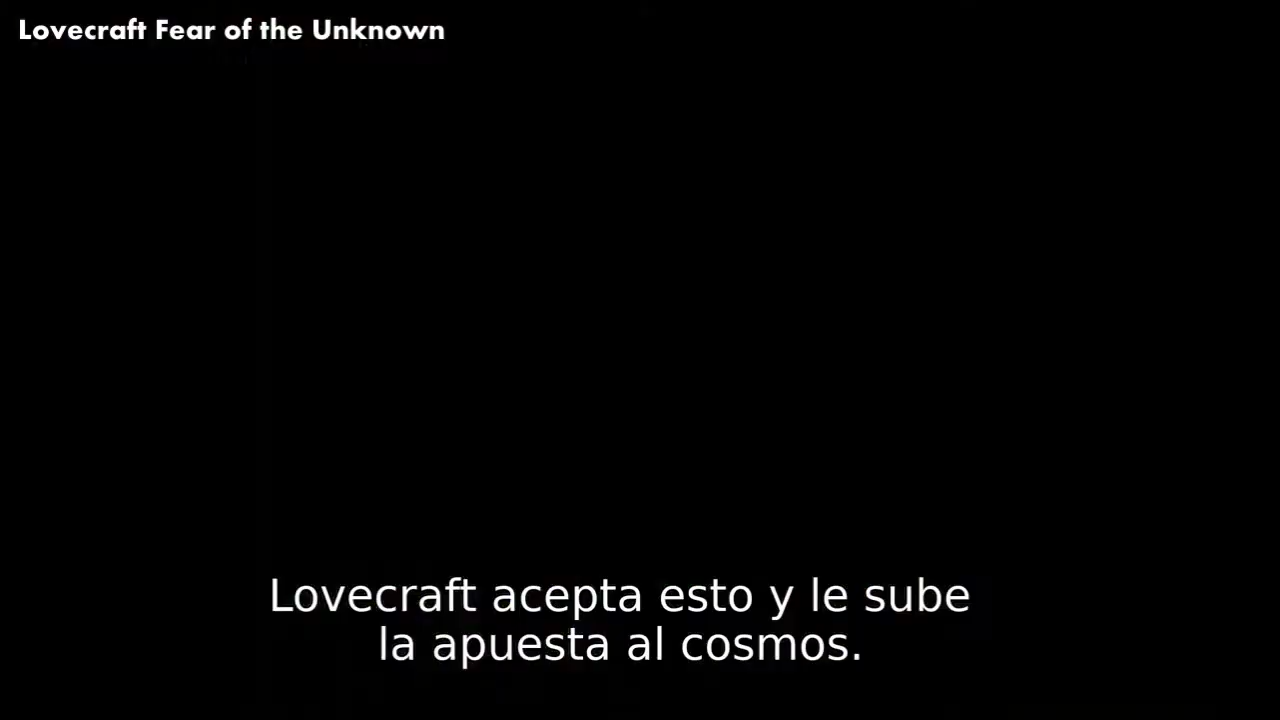 Lovecraft Fear of the Unknown
Lovecraft acepta esto y le sube
la apuesta al cosmos.